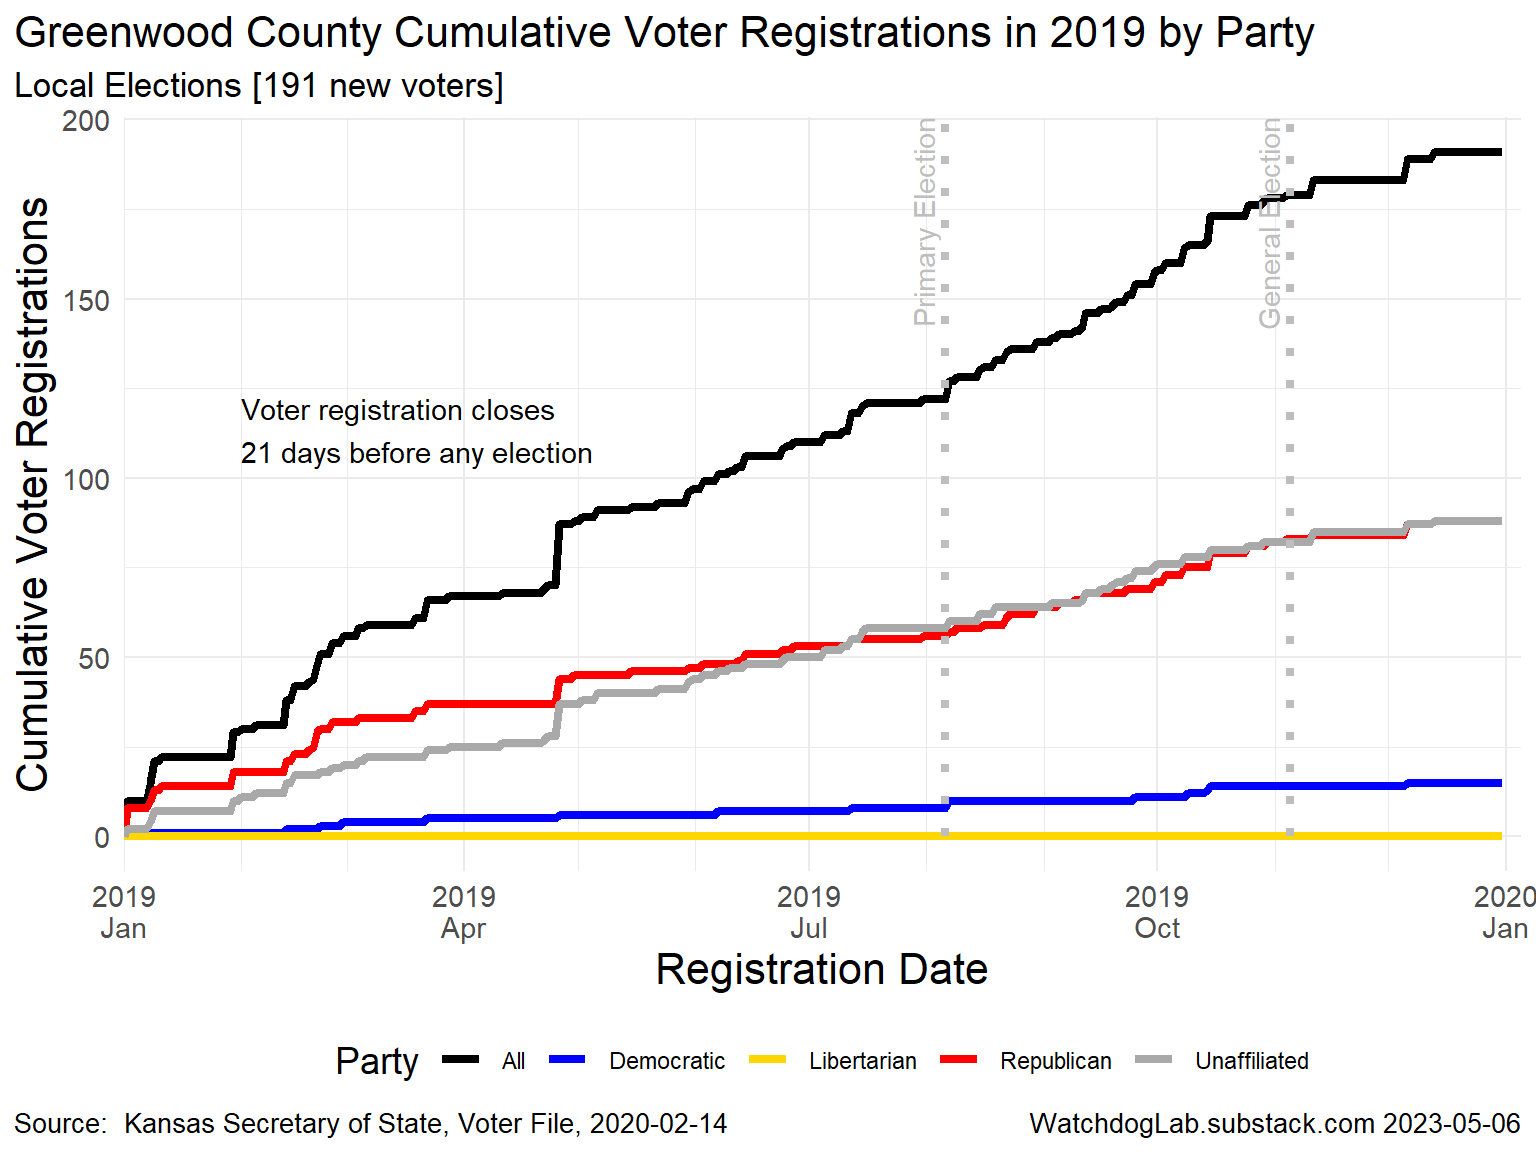 Greenwood County Cumulative Voter Registrations in 2019 by Party
Local Elections [191 new voters]
Cumulative Voter Registrations
200
150
100
50
0
Primary Election
General Election
Voter registration closes
21 days before any election
2019 2019 2019 2019 2020
Jan Apr Jul Oct Jan
Registration Date
Party All Democratic Libertarian Republican Unaffiliated
Source:  Kansas Secretary of State, Voter File, 2020-02-14 WatchdogLab.substack.com 2023-05-06